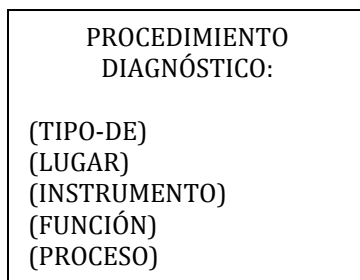 PROCEDIMIENTO
DIAGNÓSTICO:
(TIPO-DE)
(LUGAR)
(INSTRUMENTO)
(FUNCIÓN)
(PROCESO)